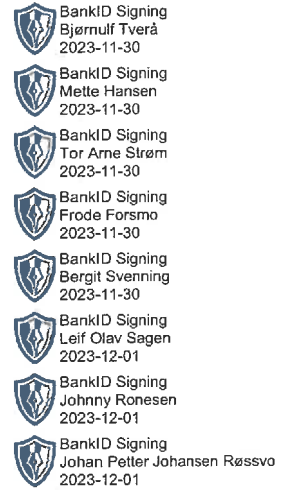 BankID Signing
Bjørnulf Tverå
2023-11-30
BankID Signing
Mette Hansen
2023-11-30
BankID Signing
Tor Arne Strøm
2023-11-30
BankID Signing
Frode Forsmo
2023-11-30
BankID Signing
Bergit Svenning
2023-11-30
BankID Signing
Leif Olav Sagen
2023-12-01
BankID Signing
Johnny Ronesen
2023-12-01
BankID Signing
Johan Petter Johansen Røssvo
2023-12-01